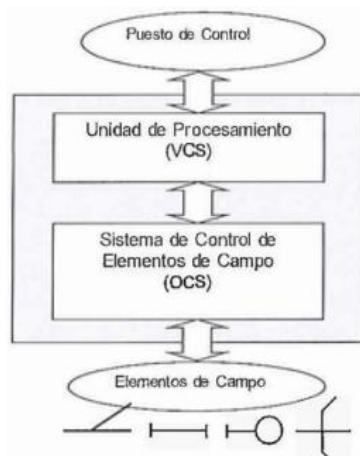 Puesto de Control
Unidad de Procesamiento
(VCS)
Sistema de Control de
Elementos de Campo
(OCS)
Elementos de Campo